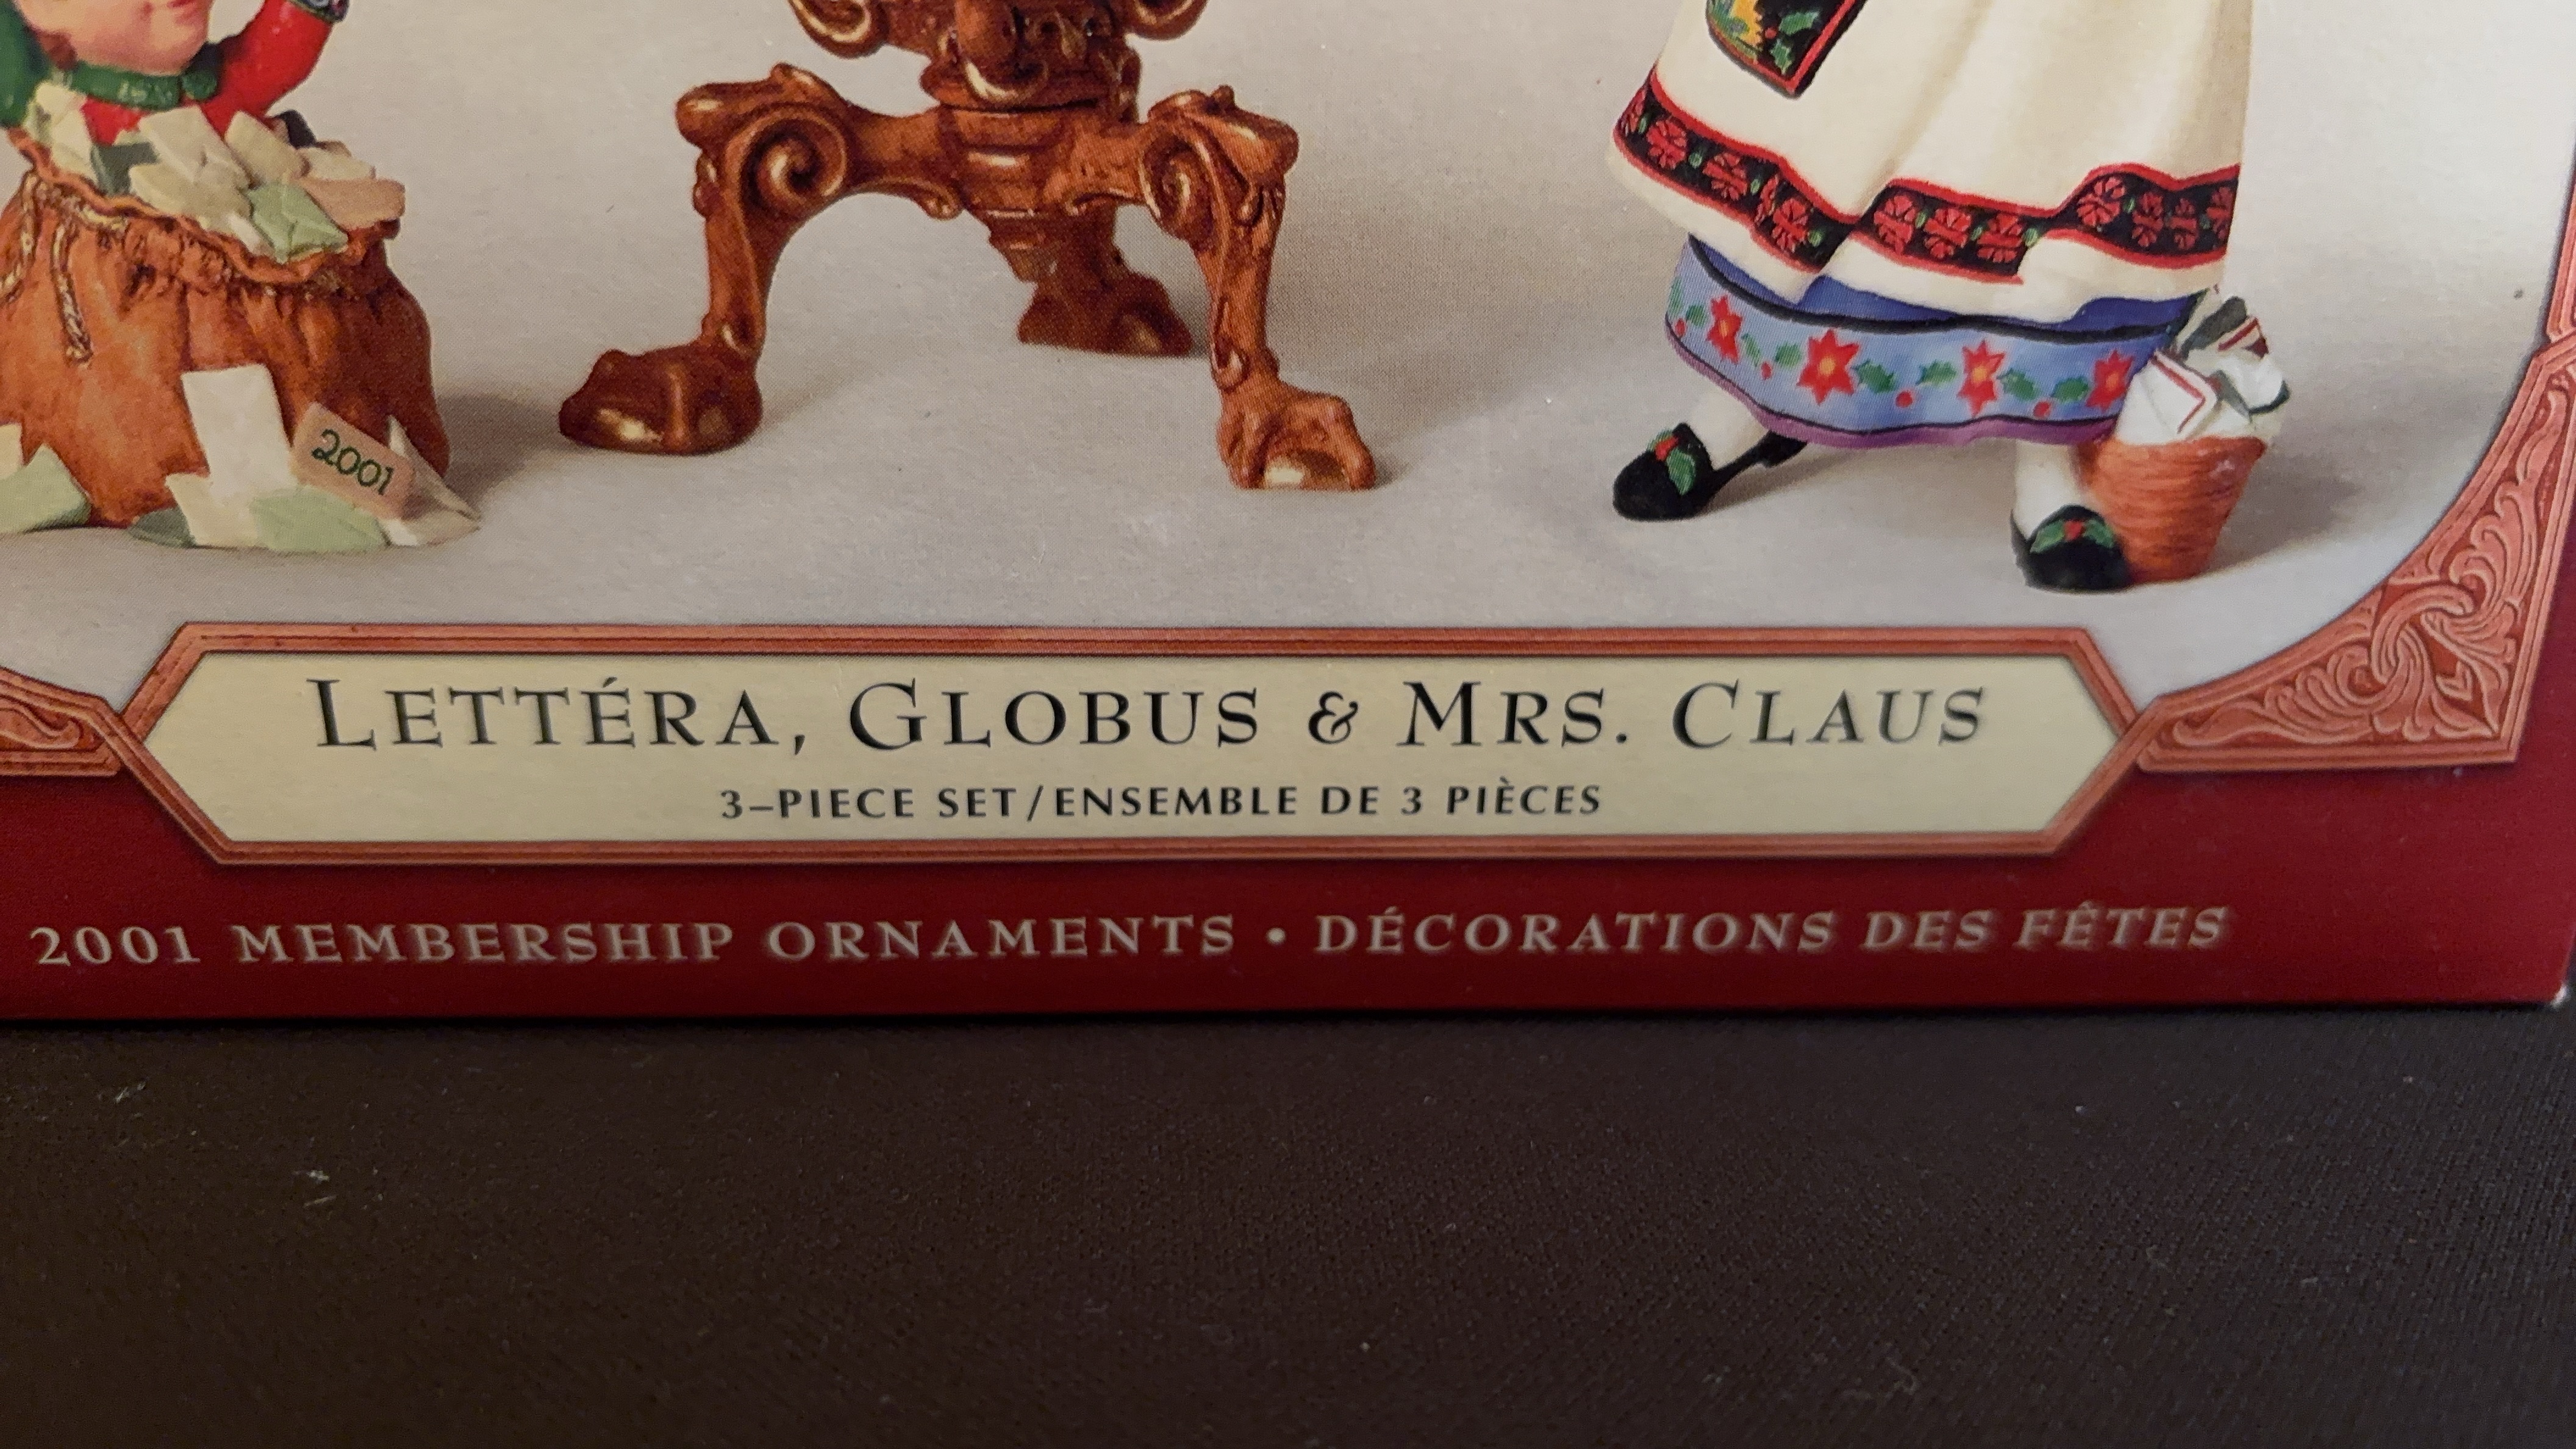 2001
LETTÉRA, GLOBUS & MRS. CLAUS
3–PIECE SET/ENSEMBLE DE 3 PIÈCES
2001 MEMBERSHIP ORNAMENTS • DÉCORATIONS DES FÊTES